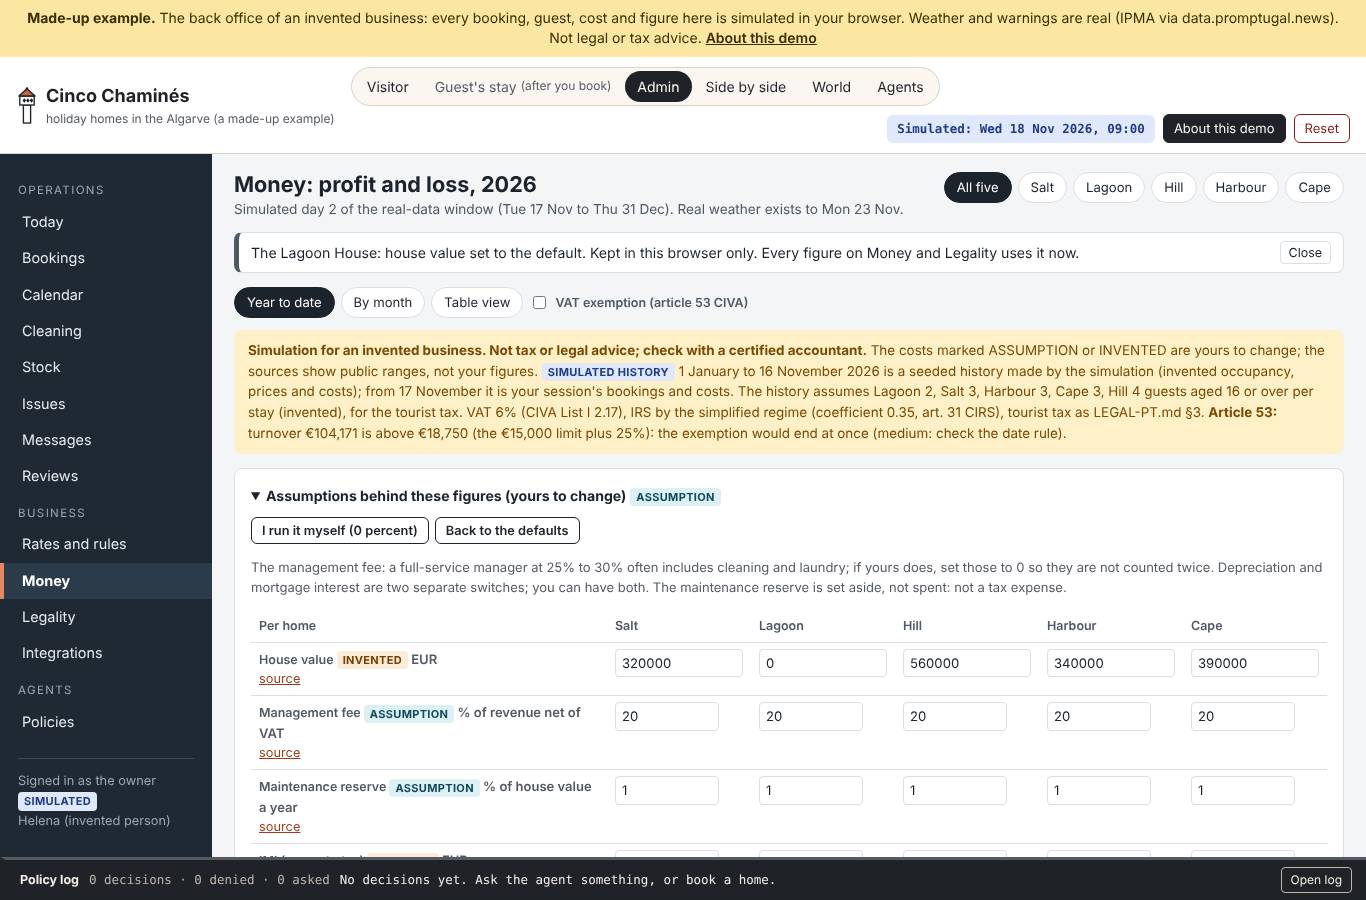 Made-up example. The back office of an invented business: every booking, guest, cost and figure here is simulated in your browser. Weather and warnings are real (IPMA via data.promptugal.news).
Not legal or tax advice. About this demo
Cinco Chaminés
holiday homes in the Algarve (a made-up example)
Visitor
Guest's stay (after you book)
Admin
Side by side
World
Agents
Simulated: Wed 18 Nov 2026, 09:00
About this demo
Reset
OPERATIONS
Today
Bookings
Calendar
Cleaning
Stock
Issues
Messages
Reviews
BUSINESS
Rates and rules
Money
Legality
Integrations
AGENTS
Policies
Signed in as the owner
SIMULATED
Helena (invented person)
Money: profit and loss, 2026
Simulated day 2 of the real-data window (Tue 17 Nov to Thu 31 Dec). Real weather exists to Mon 23 Nov.
All five
Salt
Lagoon
Hill
Harbour
Cape
The Lagoon House: house value set to the default. Kept in this browser only. Every figure on Money and Legality uses it now.
Close
Year to date
By month
Table view
VAT exemption (article 53 CIVA)
Simulation for an invented business. Not tax or legal advice; check with a certified accountant. The costs marked ASSUMPTION or INVENTED are yours to change; the
sources show public ranges, not your figures. SIMULATED HISTORY 1 January to 16 November 2026 is a seeded history made by the simulation (invented occupancy,
prices and costs); from 17 November it is your session's bookings and costs. The history assumes Lagoon 2, Salt 3, Harbour 3, Cape 3, Hill 4 guests aged 16 or over per
stay (invented), for the tourist tax. VAT 6% (CIVA List I 2.17), IRS by the simplified regime (coefficient 0.35, art. 31 CIRS), tourist tax as LEGAL-PT.md §3. Article 53:
turnover €104,171 is above €18,750 (the €15,000 limit plus 25%): the exemption would end at once (medium: check the date rule).
▼ Assumptions behind these figures (yours to change) ASSUMPTION
I run it myself (0 percent)
Back to the defaults
The management fee: a full-service manager at 25% to 30% often includes cleaning and laundry; if yours does, set those to 0 so they are not counted twice. Depreciation and
mortgage interest are two separate switches; you can have both. The maintenance reserve is set aside, not spent: not a tax expense.
Per home Salt Lagoon Hill Harbour Cape
House value INVENTED EUR
source
320000 0 560000 340000 390000
Management fee ASSUMPTION % of revenue net of
VAT
source
20 20 20 20 20
Maintenance reserve ASSUMPTION % of house value
a year
source
1 1 1 1 1
Policy log 0 decisions · 0 denied · 0 asked No decisions yet. Ask the agent something, or book a home.
Open log